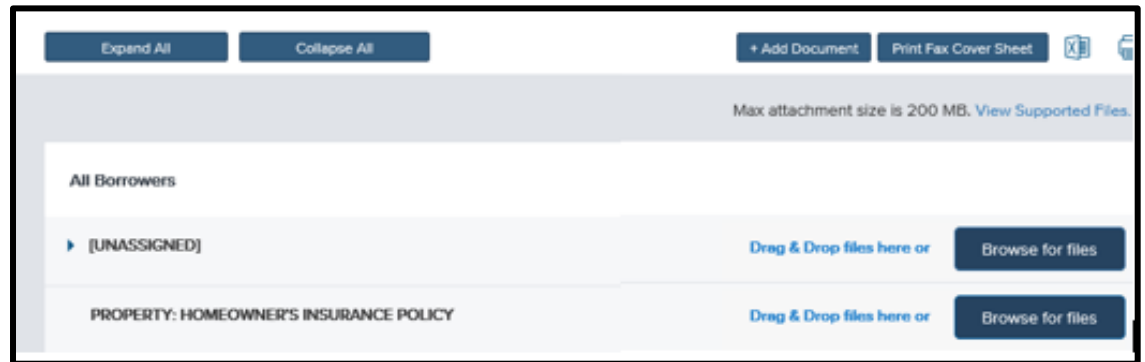 Expand All Collapse All + Add Document Print Fax Cover Sheet
Max attachment size is 200 MB. View Supported Files.
All Borrowers
[UNASSIGNED] Drag & Drop files here or Browse for files
PROPERTY: HOMEOWNER'S INSURANCE POLICY Drag & Drop files here or Browse for files